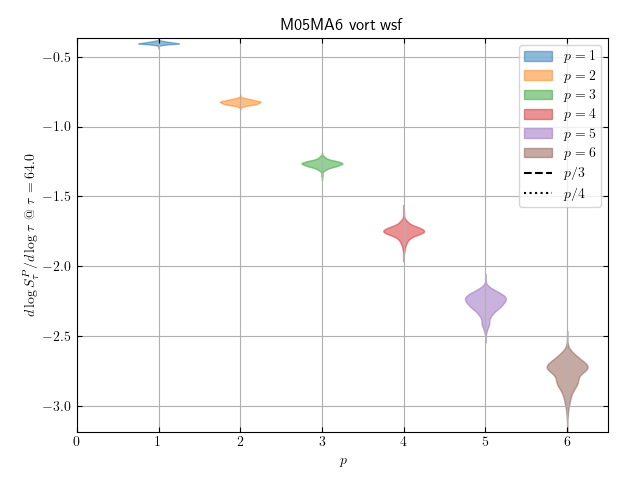 M05MA6 vort wsf
d log S_τ^P / d log τ @ τ = 64.0
−0.5
−1.0
−1.5
−2.0
−2.5
−3.0
0 1 2 3 4 5 6
p
p = 1
p = 2
p = 3
p = 4
p = 5
p = 6
p/3
p/4